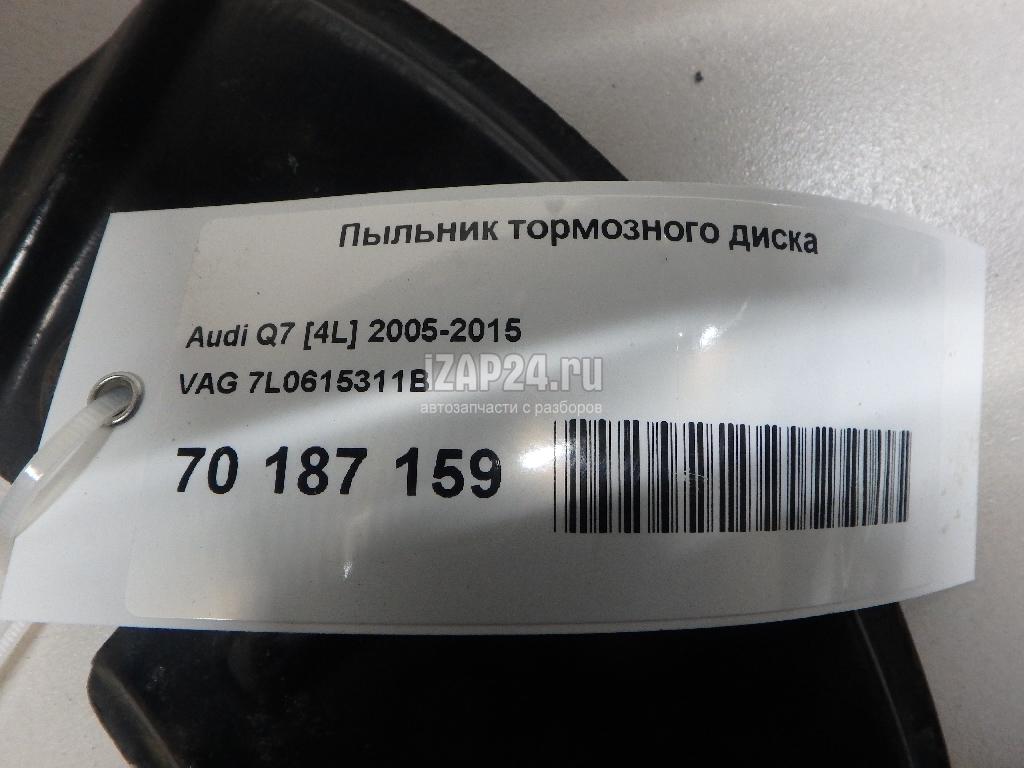 Пыльник тормозного диска
Audi Q7 [4L] 2005-2015
VAG 7L0615311B
iZAP24.ru
автозапчасти с разборов
70 187 159